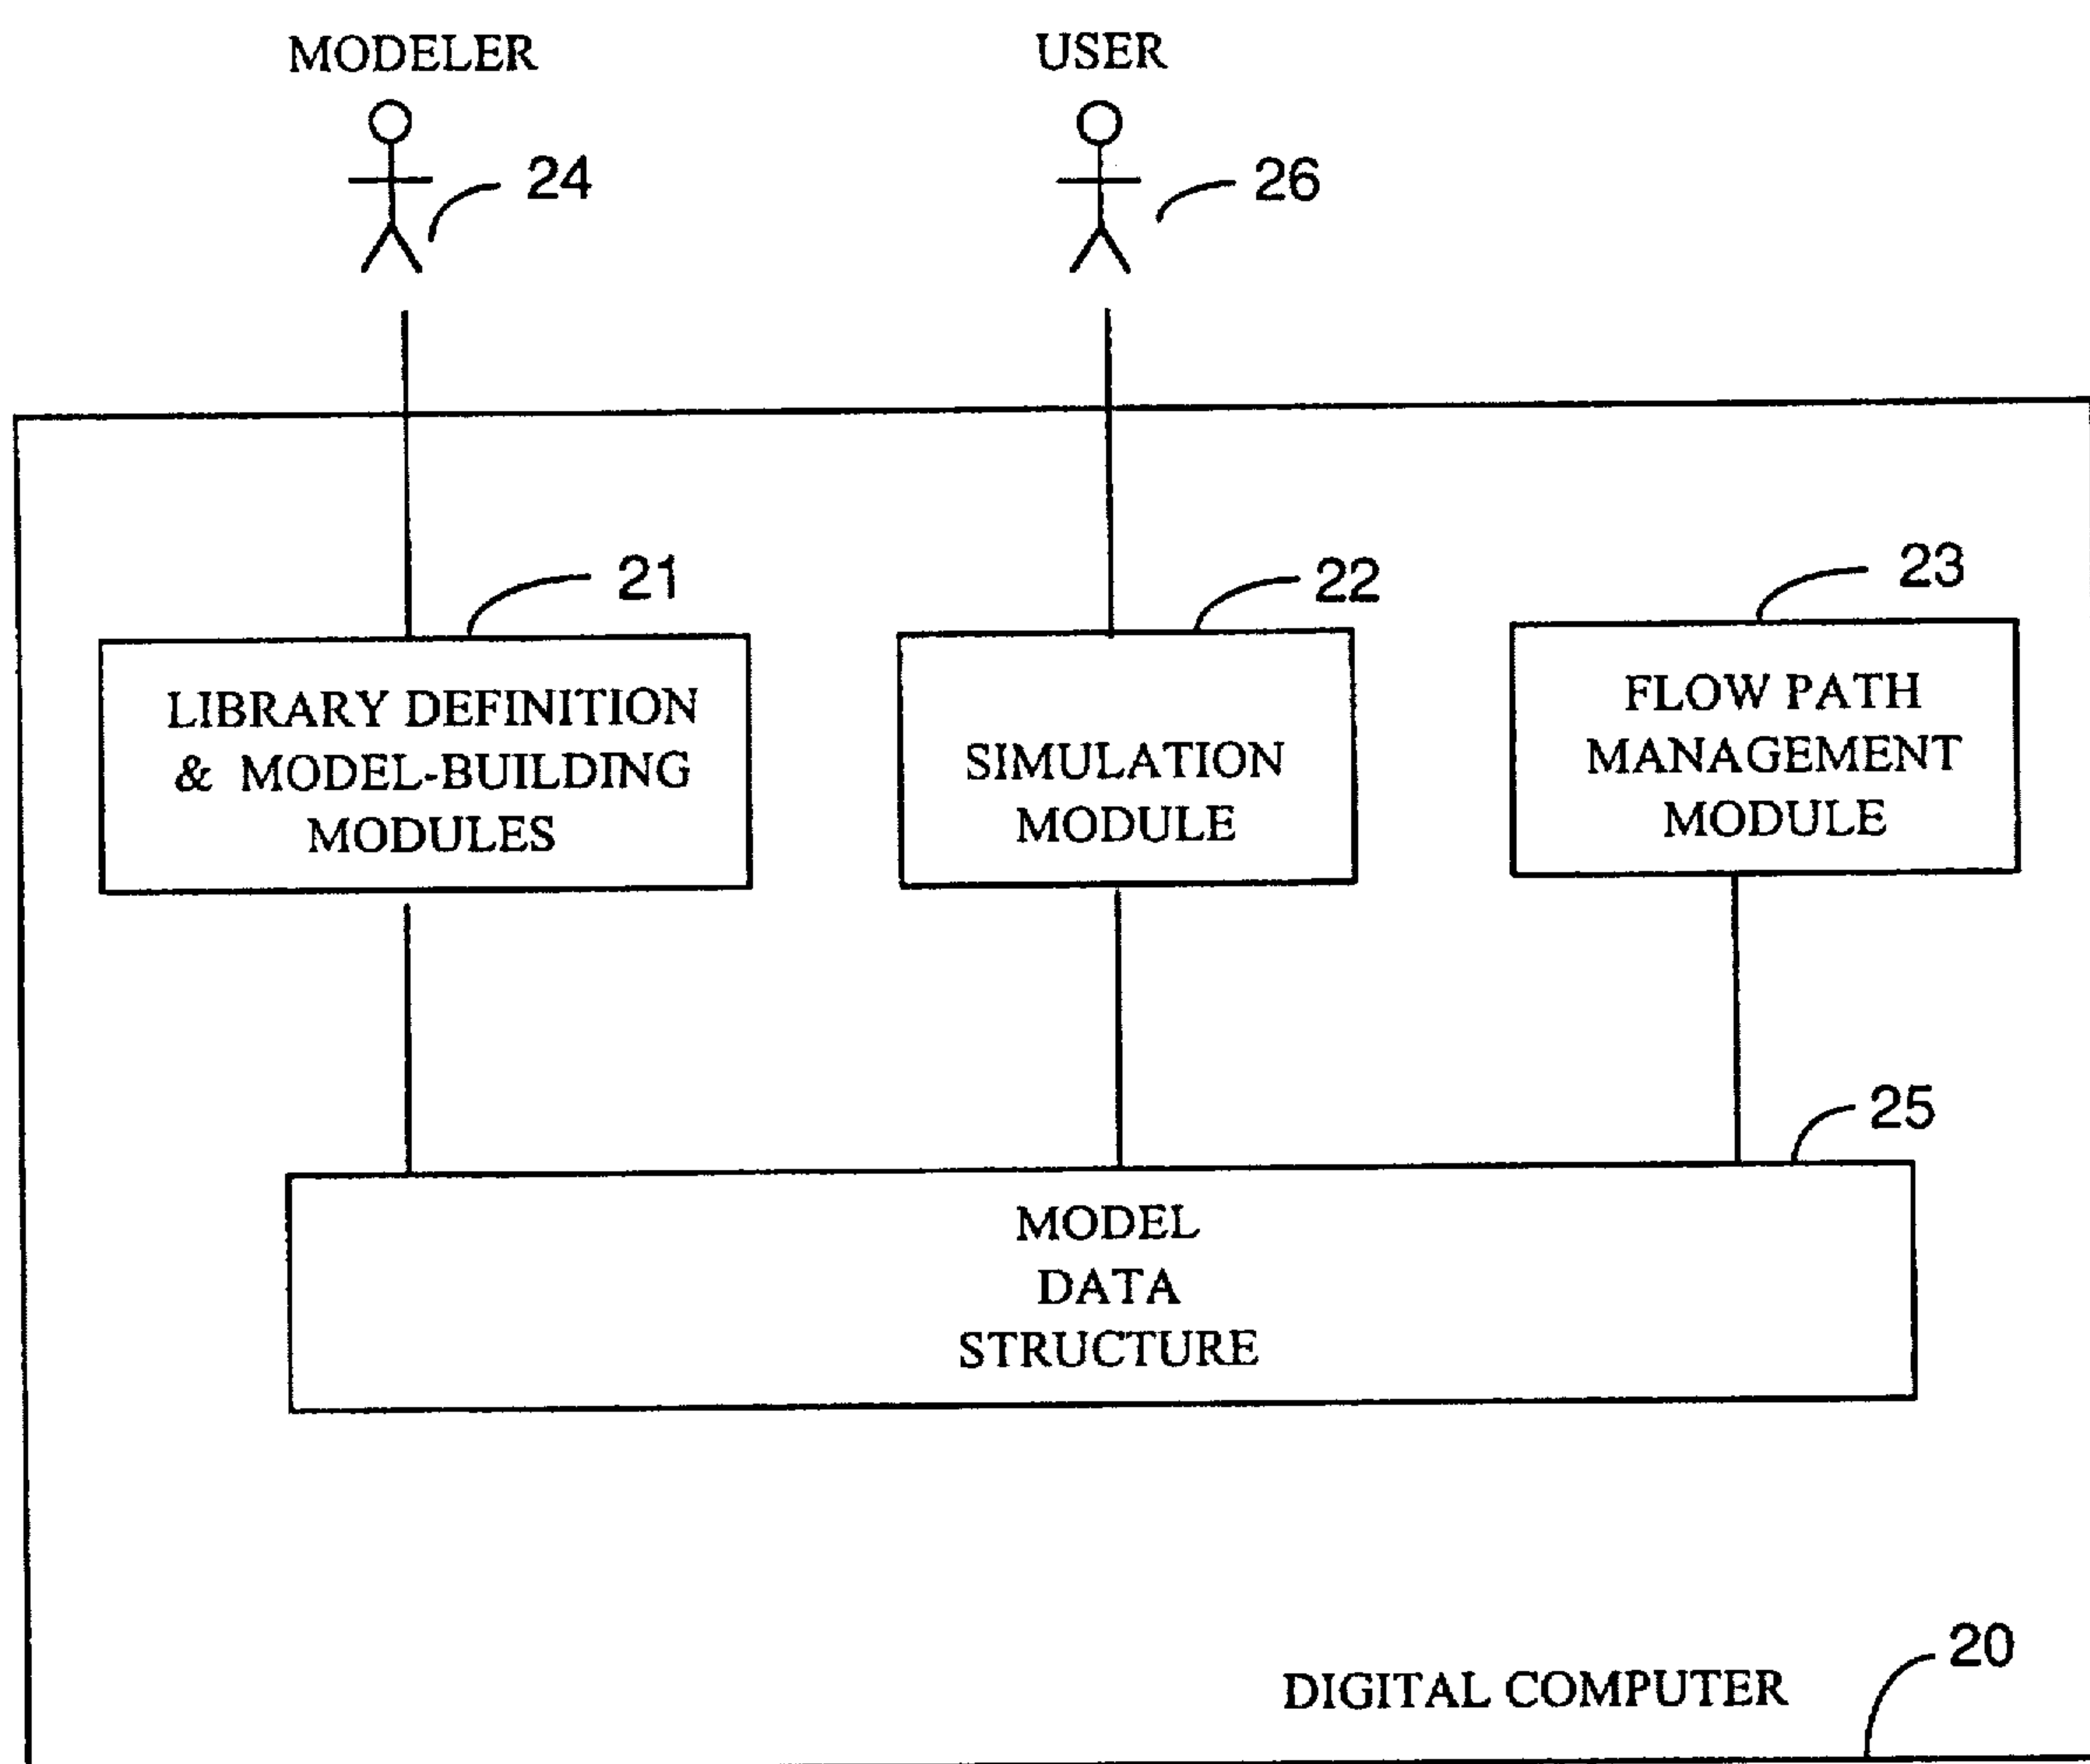 MODELER
USER
24
26
21
22
23
LIBRARY DEFINITION
& MODEL-BUILDING
MODULES
SIMULATION
MODULE
FLOW PATH
MANAGEMENT
MODULE
25
MODEL
DATA
STRUCTURE
20
DIGITAL COMPUTER